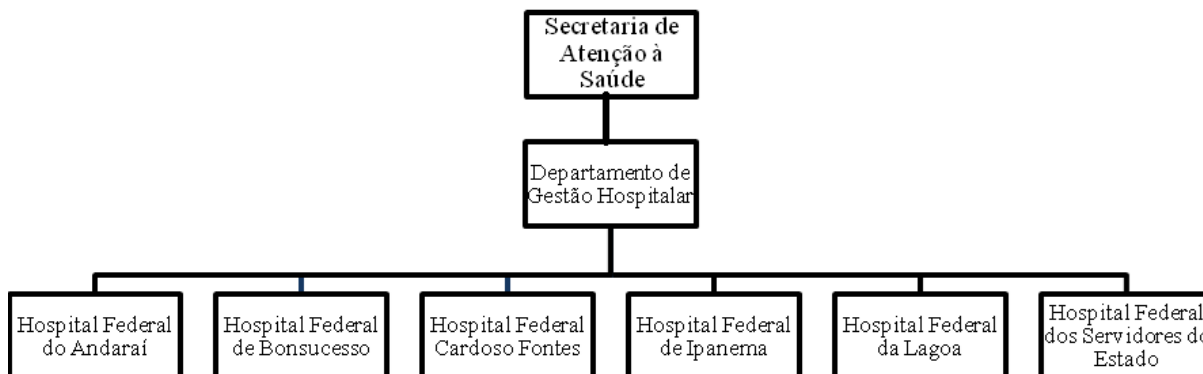 Secretaria de
Atenção à
Saúde
Departamento de
Gestão Hospitalar
Hospital Federal
do Andaraí
Hospital Federal
de Bonsucesso
Hospital Federal
Cardoso Fontes
Hospital Federal
de Ipanema
Hospital Federal
da Lagoa
Hospital Federal
dos Servidores do
Estado